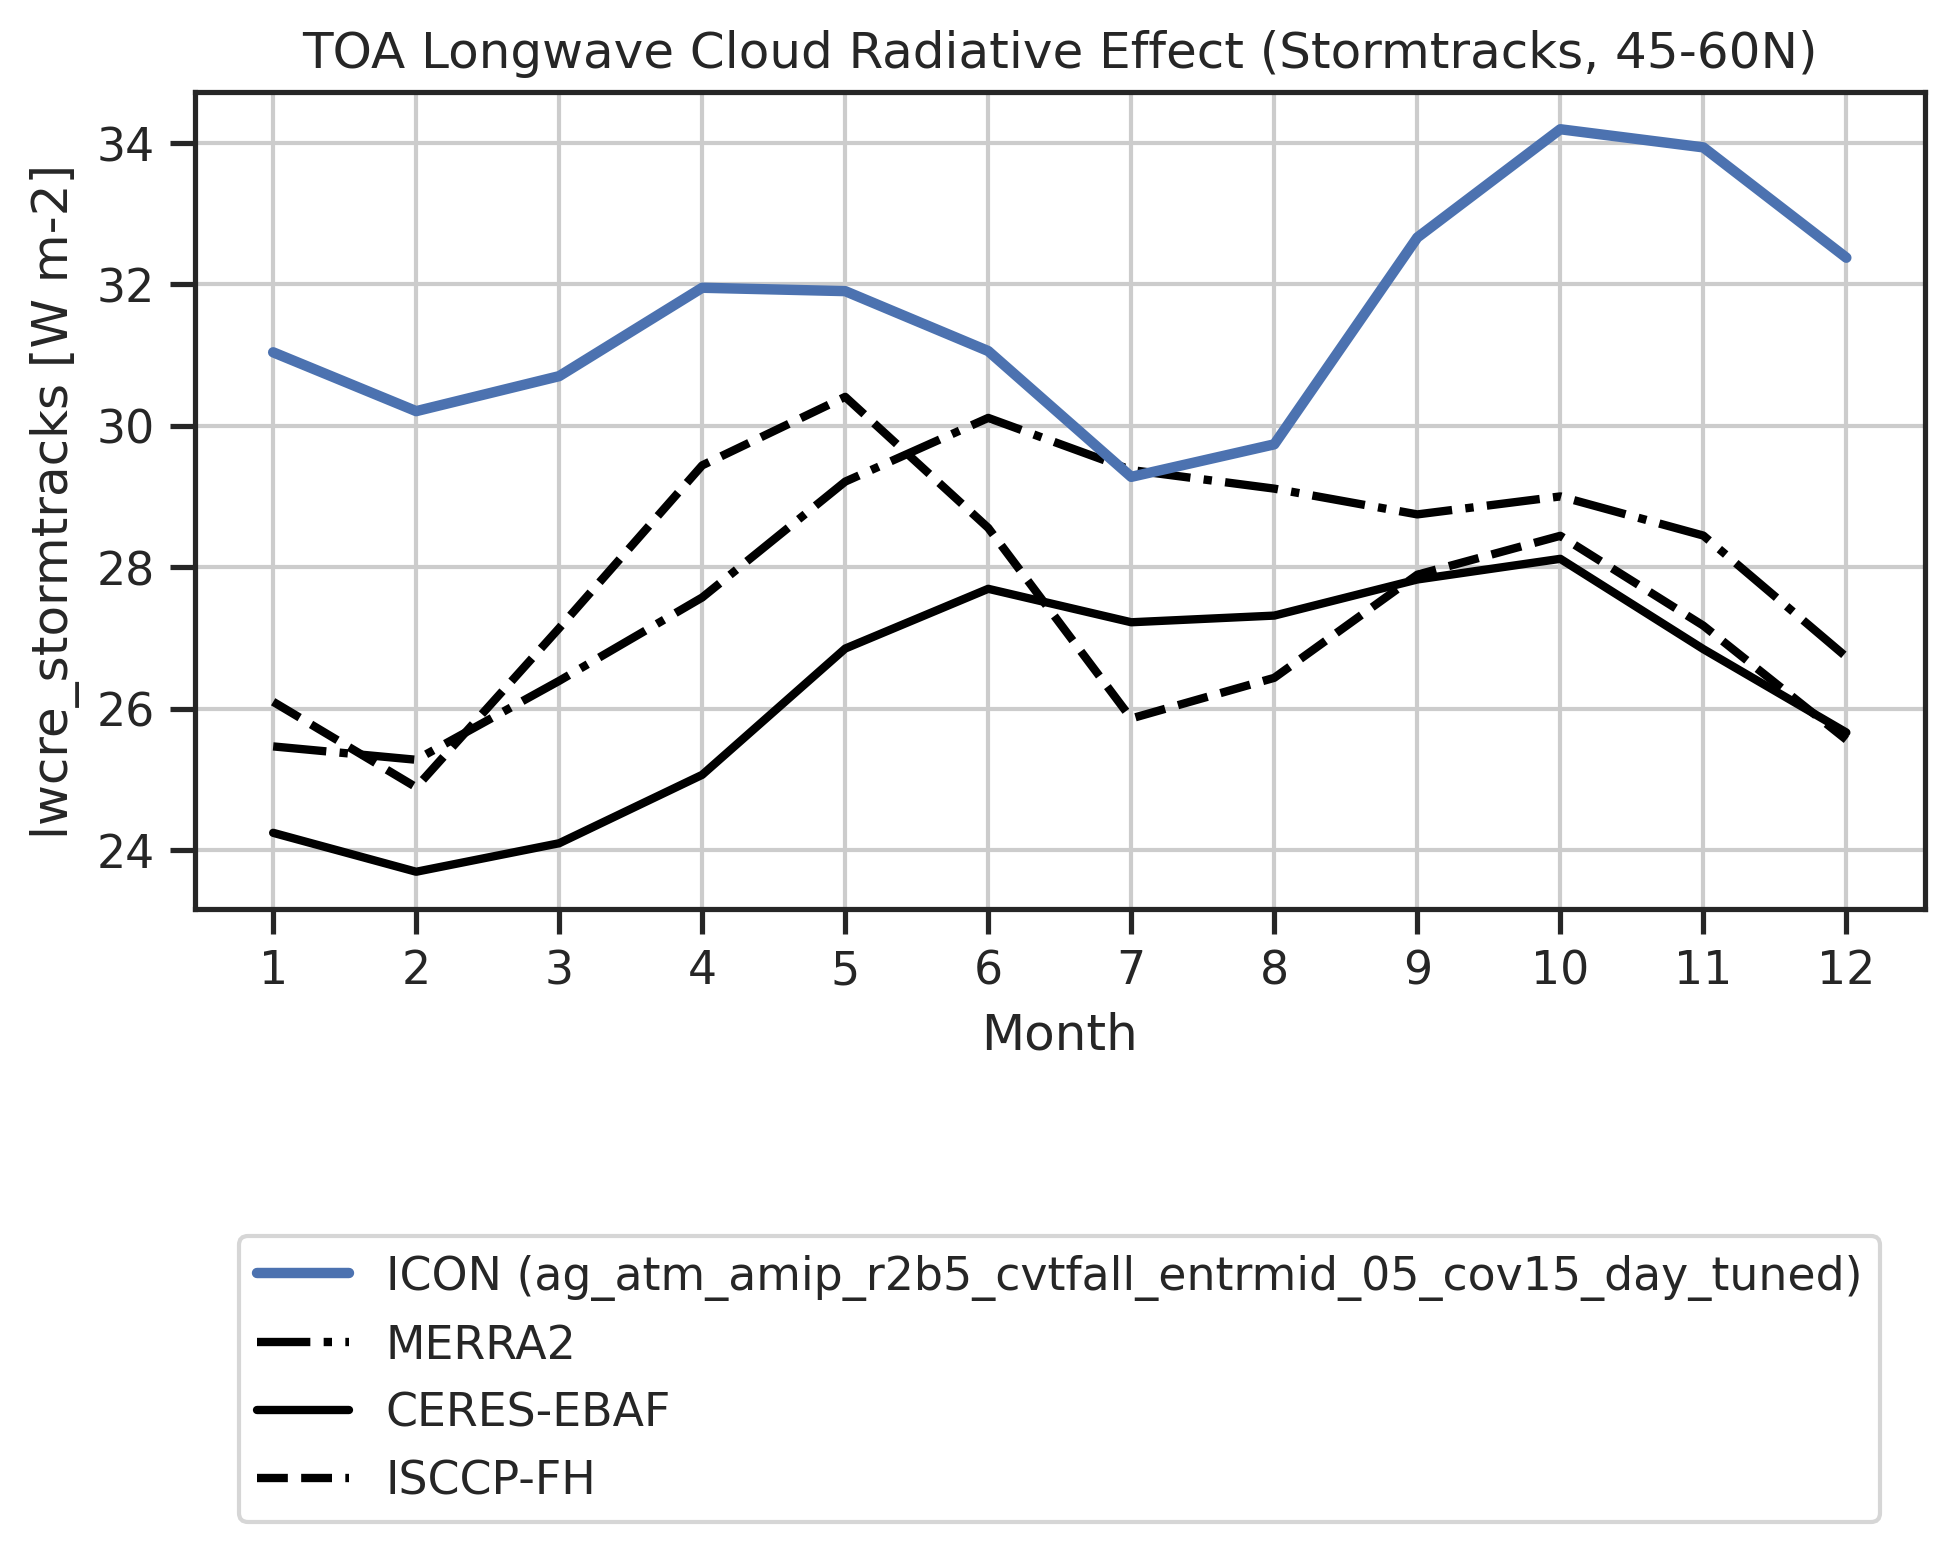 TOA Longwave Cloud Radiative Effect (Stormtracks, 45-60N)
lwcre_stormtracks [W m-2]
34
32
30
28
26
24
1 2 3 4 5 6 7 8 9 10 11 12
Month
ICON (ag_atm_amip_r2b5_cvtfall_entrmid_05_cov15_day_tuned)
MERRA2
CERES-EBAF
ISCCP-FH